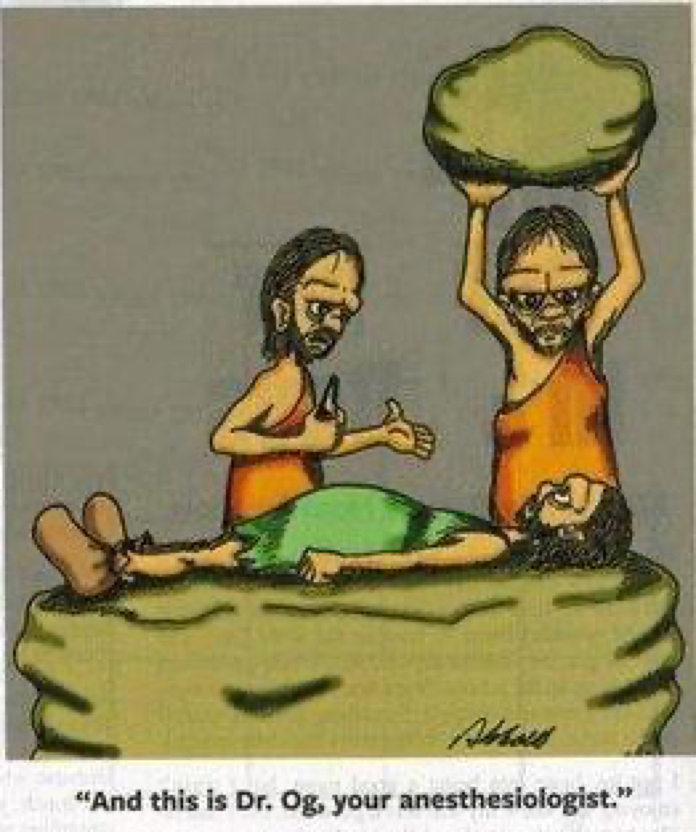 “And this is Dr. Og, your anesthesiologist.”